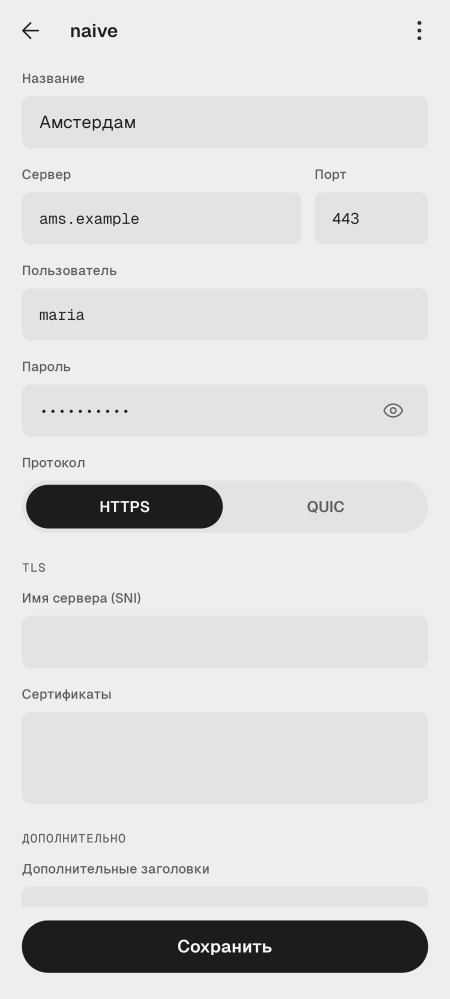 naive
Название
Амстердам
Сервер Порт
ams.example 443
Пользователь
maria
Пароль
••••••••••
Протокол
HTTPS QUIC
TLS
Имя сервера (SNI)
Сертификаты
ДОПОЛНИТЕЛЬНО
Дополнительные заголовки
Сохранить